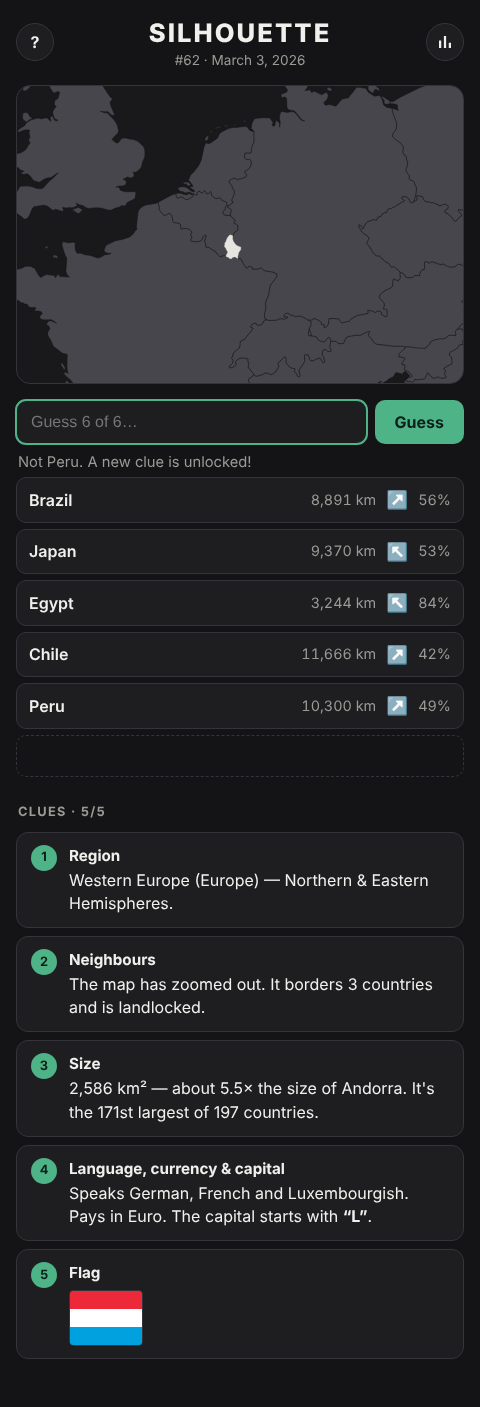 ?
SILHOUETTE
#62 · March 3, 2026
Guess 6 of 6…
Guess
Not Peru. A new clue is unlocked!
Brazil 8,891 km ↗️ 56%
Japan 9,370 km ↖️ 53%
Egypt 3,244 km ↖️ 84%
Chile 11,666 km ↗️ 42%
Peru 10,300 km ↗️ 49%
CLUES · 5/5
1 Region
Western Europe (Europe) — Northern & Eastern
Hemispheres.
2 Neighbours
The map has zoomed out. It borders 3 countries
and is landlocked.
3 Size
2,586 km² — about 5.5× the size of Andorra. It's
the 171st largest of 197 countries.
4 Language, currency & capital
Speaks German, French and Luxembourgish.
Pays in Euro. The capital starts with “L”.
5 Flag